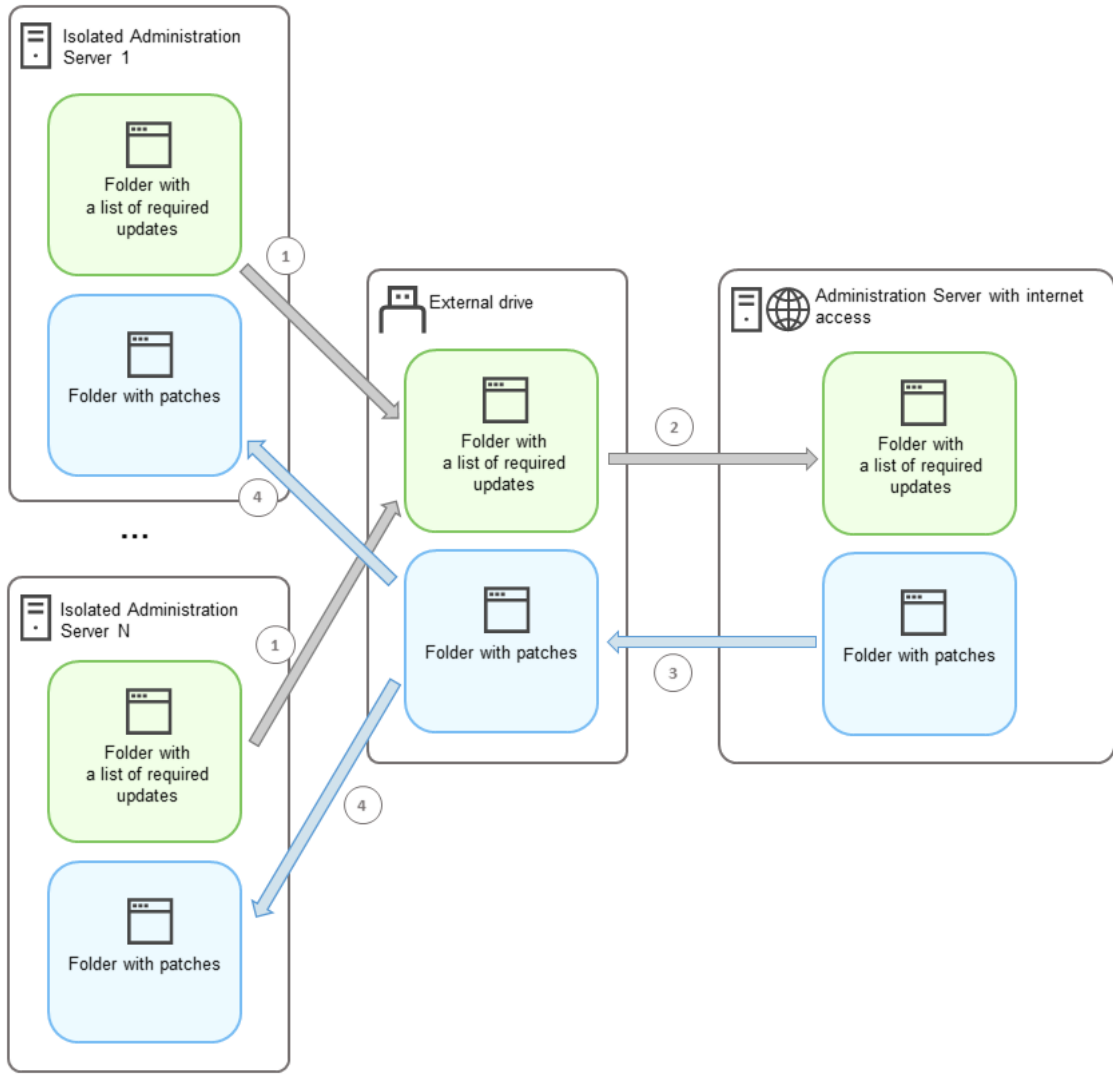 Isolated Administration
Server 1
Folder with
a list of required
updates
1
Folder with patches
4
...
Isolated Administration
Server N
Folder with
a list of required
updates
1
Folder with patches
4
External drive
Folder with
a list of required
updates
2
Folder with patches
3
Administration Server with internet
access
Folder with
a list of required
updates
Folder with patches